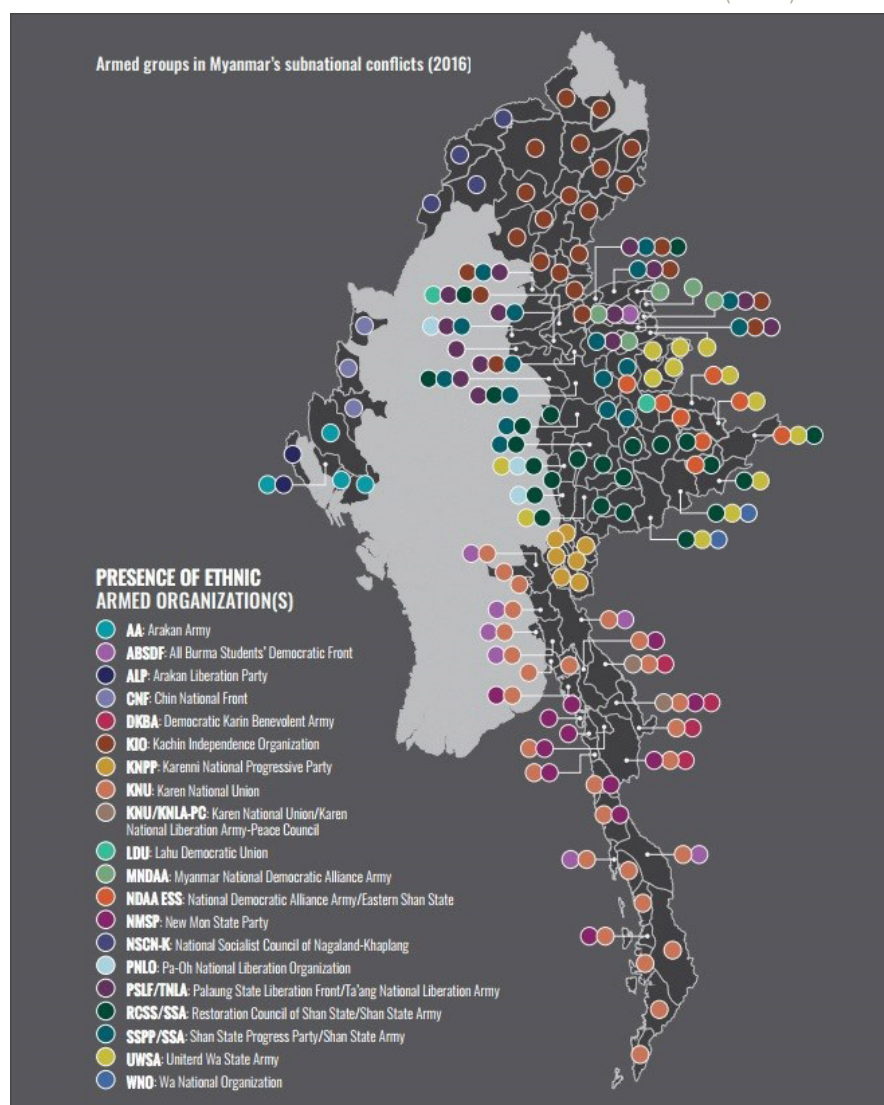 Armed groups in Myanmar's subnational conflicts (2016)
PRESENCE OF ETHNIC
ARMED ORGANIZATION(S)
AA: Arakan Army
ABSDF: All Burma Students' Democratic Front
ALP: Arakan Liberation Party
CNF: Chin National Front
DKBA: Democratic Karin Benevolent Army
KIO: Kachin Independence Organization
KNPP: Karenni National Progressive Party
KNU: Karen National Union
KNU/KNLA-PC: Karen National Union/Karen
National Liberation Army-Peace Council
LDU: Lahu Democratic Union
MNDAA: Myanmar National Democratic Alliance Army
NDAA ESS: National Democratic Alliance Army/Eastern Shan State
NMSP: New Mon State Party
NSCN-K: National Socialist Council of Nagaland-Khaplang
PNLO: Pa-Oh National Liberation Organization
PSLF/TNLA: Palaung State Liberation Front/Ta'ang National Liberation Army
RCSS/SSA: Restoration Council of Shan State/Shan State Army
SSPP/SSA: Shan State Progress Party/Shan State Army
UWSA: Uniterd Wa State Army
WNO: Wa National Organization